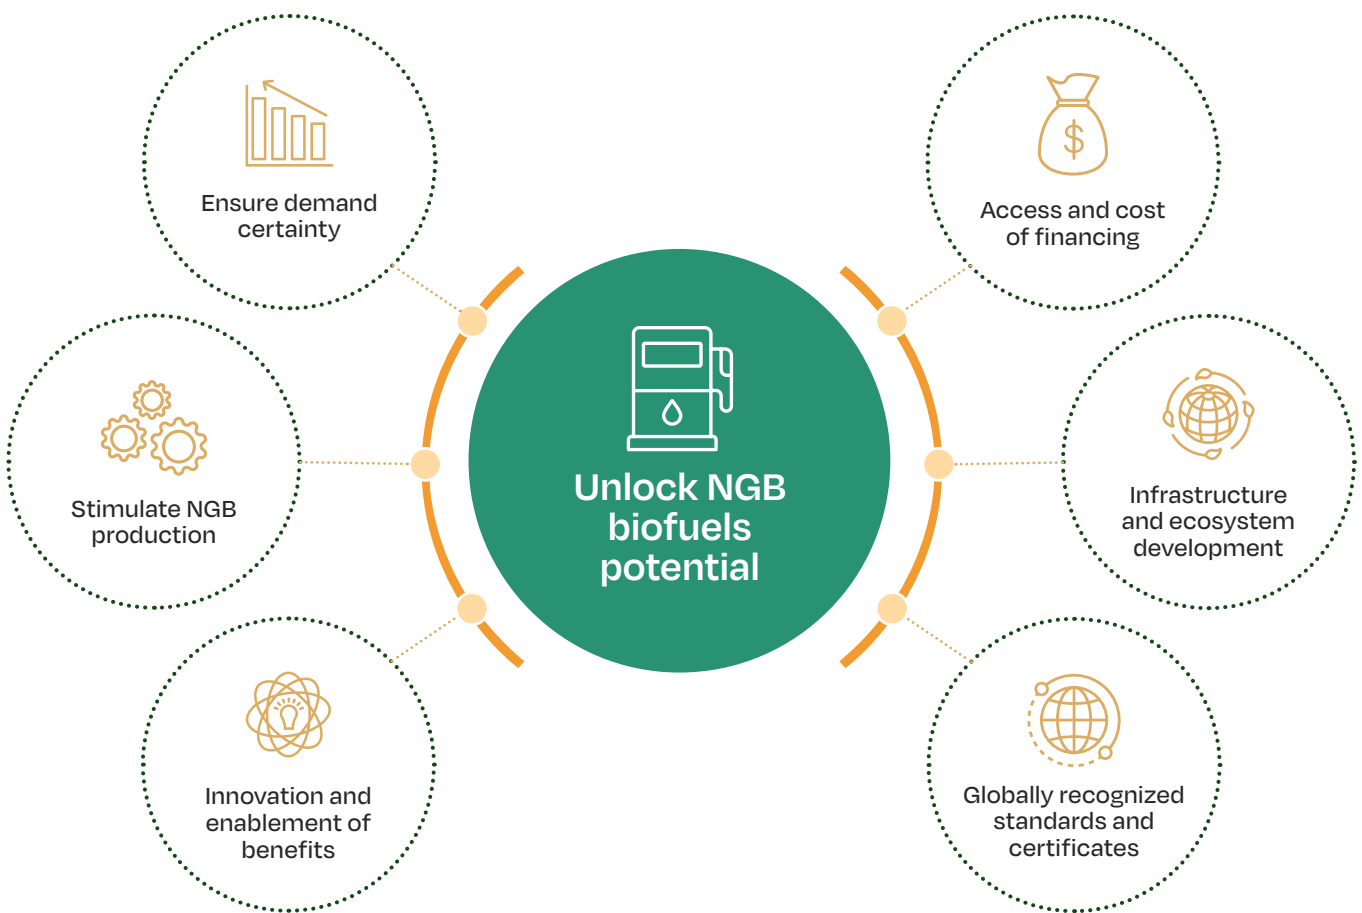 Ensure demand
certainty
Stimulate NGB
production
Innovation and
enablement of
benefits
$
Unlock NGB
biofuels
potential
Access and cost
of financing
Infrastructure
and ecosystem
development
Globally recognized
standards and
certificates